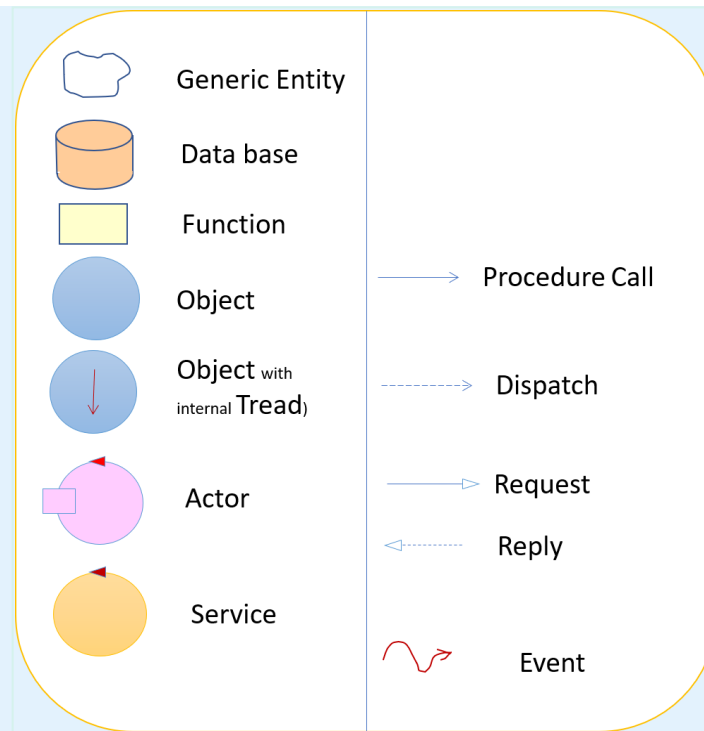 Generic Entity
Data base
Function
Object
Object with
internal Tread)
Actor
Service
Procedure Call
Dispatch
Request
Reply
Event